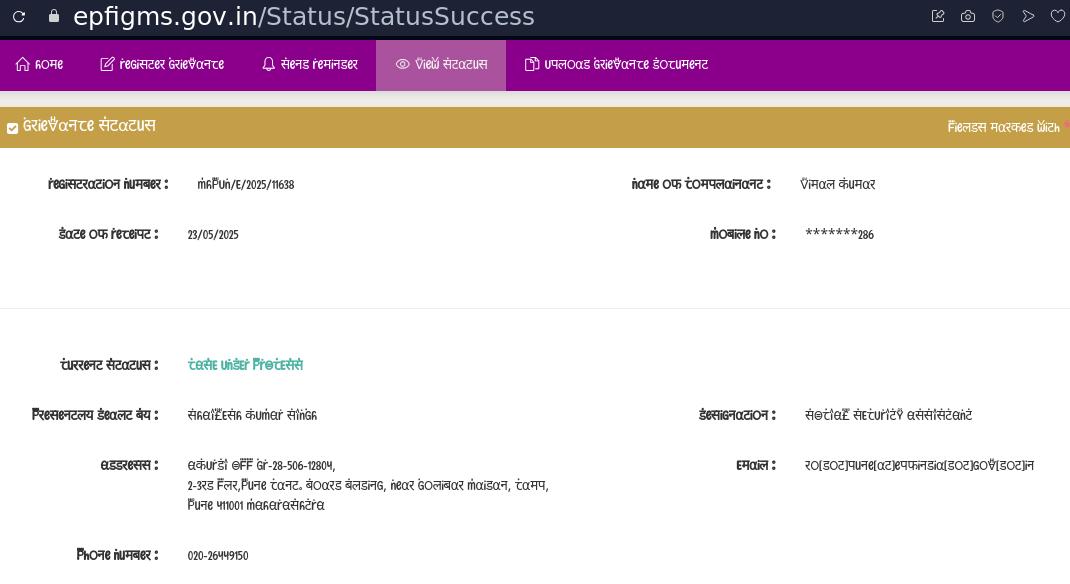 epfigms.gov.in/Status/StatusSuccess
Home Register Grievance Send Reminder View Status Upload Grievance Document
Grievance Status Fields marked with *
Registration Number : MHPUN/E/2025/11638 Name Of Complainant : Vimal Kumar
Date Of Receipt : 23/05/2025 Mobile No : *******286
Current Status : CASE UNDER PROCESS
Presently Dealt By : SHAILESH KUMAR SINGH Designation : SOCIAL SECURITY ASSISTANT
Address : AKURDI OFF GR-28-506-12804, Email : ro[dot]pune[at]epfindia[dot]gov[dot]in
2-3rd Flr,Pune Cant. Board Blding, Near Golibar Maidan, Camp,
Pune 411001 Maharashtra
Phone Number : 020-26449150